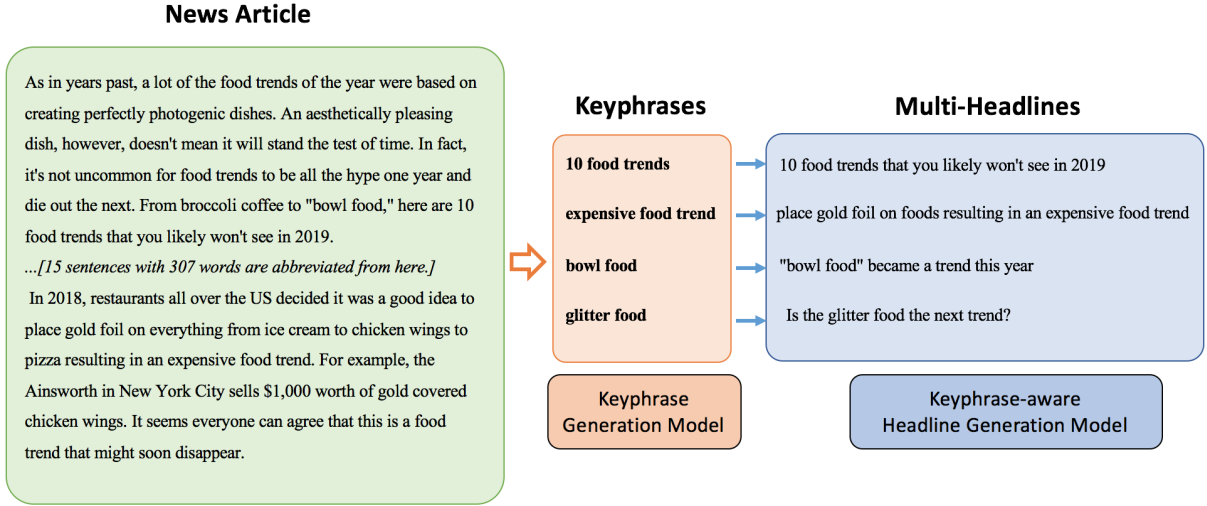 News Article
As in years past, a lot of the food trends of the year were based on
creating perfectly photogenic dishes. An aesthetically pleasing
dish, however, doesn't mean it will stand the test of time. In fact,
it's not uncommon for food trends to be all the hype one year and
die out the next. From broccoli coffee to "bowl food," here are 10
food trends that you likely won't see in 2019.
...[15 sentences with 307 words are abbreviated from here.]
In 2018, restaurants all over the US decided it was a good idea to
place gold foil on everything from ice cream to chicken wings to
pizza resulting in an expensive food trend. For example, the
Ainsworth in New York City sells $1,000 worth of gold covered
chicken wings. It seems everyone can agree that this is a food
trend that might soon disappear.
Keyphrases
10 food trends
expensive food trend
bowl food
glitter food
Keyphrase
Generation Model
Multi-Headlines
10 food trends that you likely won't see in 2019
place gold foil on foods resulting in an expensive food trend
"bowl food" became a trend this year
Is the glitter food the next trend?
Keyphrase-aware
Headline Generation Model